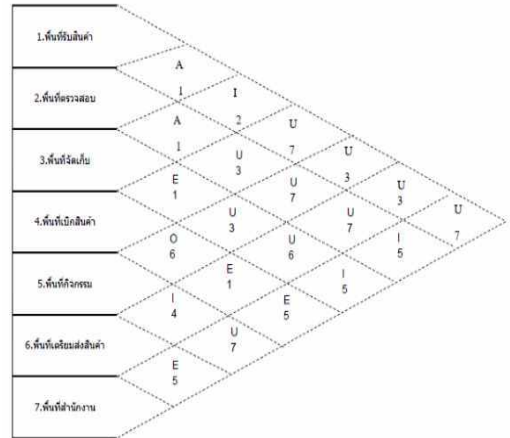 1.พื้นที่รับสินค้า
2.พื้นที่ตรวจสอบ
3.พื้นที่จัดเก็บ
4.พื้นที่เบิกสินค้า
5.พื้นที่กิจกรรม
6.พื้นที่เตรียมส่งสินค้า
7.พื้นที่สำนักงาน
A
1
I
2
U
7
U
3
U
3
U
7
A
1
U
3
U
7
U
7
I
5
E
1
U
3
U
6
I
5
O
6
E
1
E
5
I
4
U
7
E
5